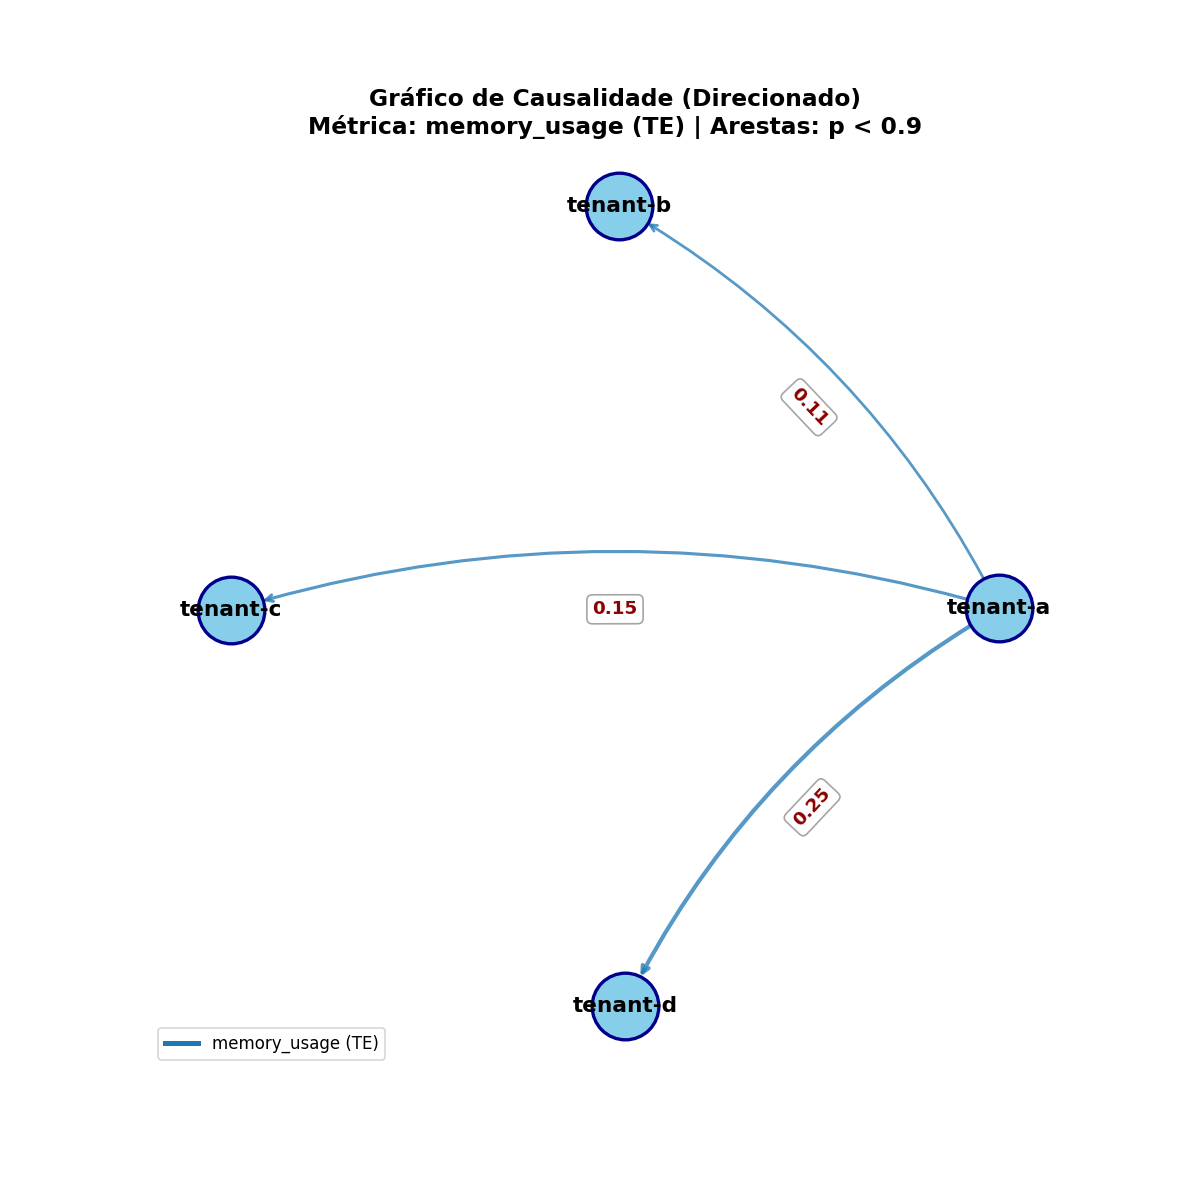 Gráfico de Causalidade (Direcionado)
Métrica: memory_usage (TE) | Arestas: p < 0.9
tenant-b
0.11
tenant-c
0.15
tenant-a
0.25
tenant-d
memory_usage (TE)